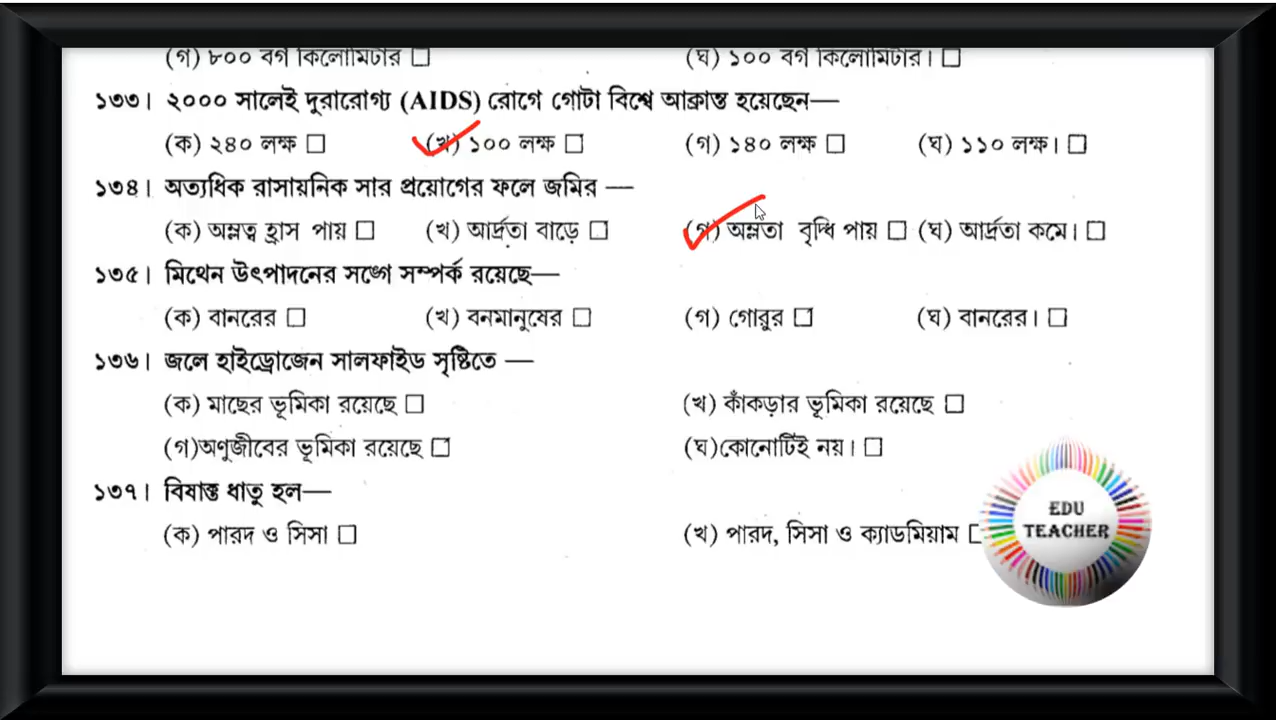 (গ) ৮০০ বর্গ কিলোমিটার (ঘ) ১০০ বর্গ কিলোমিটার।
১৩৩। ২০০০ সালেই দুরারোগ্য (AIDS) রোগে গোটা বিশ্বে আক্রান্ত হয়েছেন—
(ক) ২৪০ লক্ষ (খ) ১০০ লক্ষ (গ) ১৪০ লক্ষ (ঘ) ১১০ লক্ষ।
১৩৪। অত্যধিক রাসায়নিক সার প্রয়োগের ফলে জমির —
(ক) অম্লত্ব হ্রাস পায় (খ) আর্দ্রতা বাড়ে (গ) অম্লতা বৃদ্ধি পায় (ঘ) আর্দ্রতা কমে।
১৩৫। মিথেন উৎপাদনের সঙ্গে সম্পর্ক রয়েছে—
(ক) বানরের (খ) বনমানুষের (গ) গোরুর (ঘ) বানরের।
১৩৬। জলে হাইড্রোজেন সালফাইড সৃষ্টিতে —
(ক) মাছের ভূমিকা রয়েছে (খ) কাঁকড়ার ভূমিকা রয়েছে
(গ)অণুজীবের ভূমিকা রয়েছে (ঘ)কোনোটিই নয়।
১৩৭। বিষাক্ত ধাতু হল—
(ক) পারদ ও সিসা (খ) পারদ, সিসা ও ক্যাডমিয়াম
EDU
TEACHER